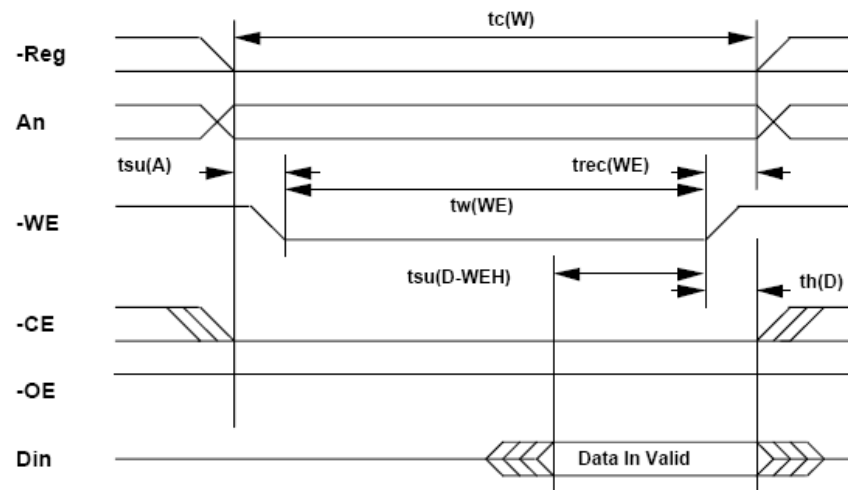 tc(W)
-Reg
An
tsu(A)
trec(WE)
tw(WE)
-WE
tsu(D-WEH)
th(D)
-CE
-OE
Din
Data In Valid